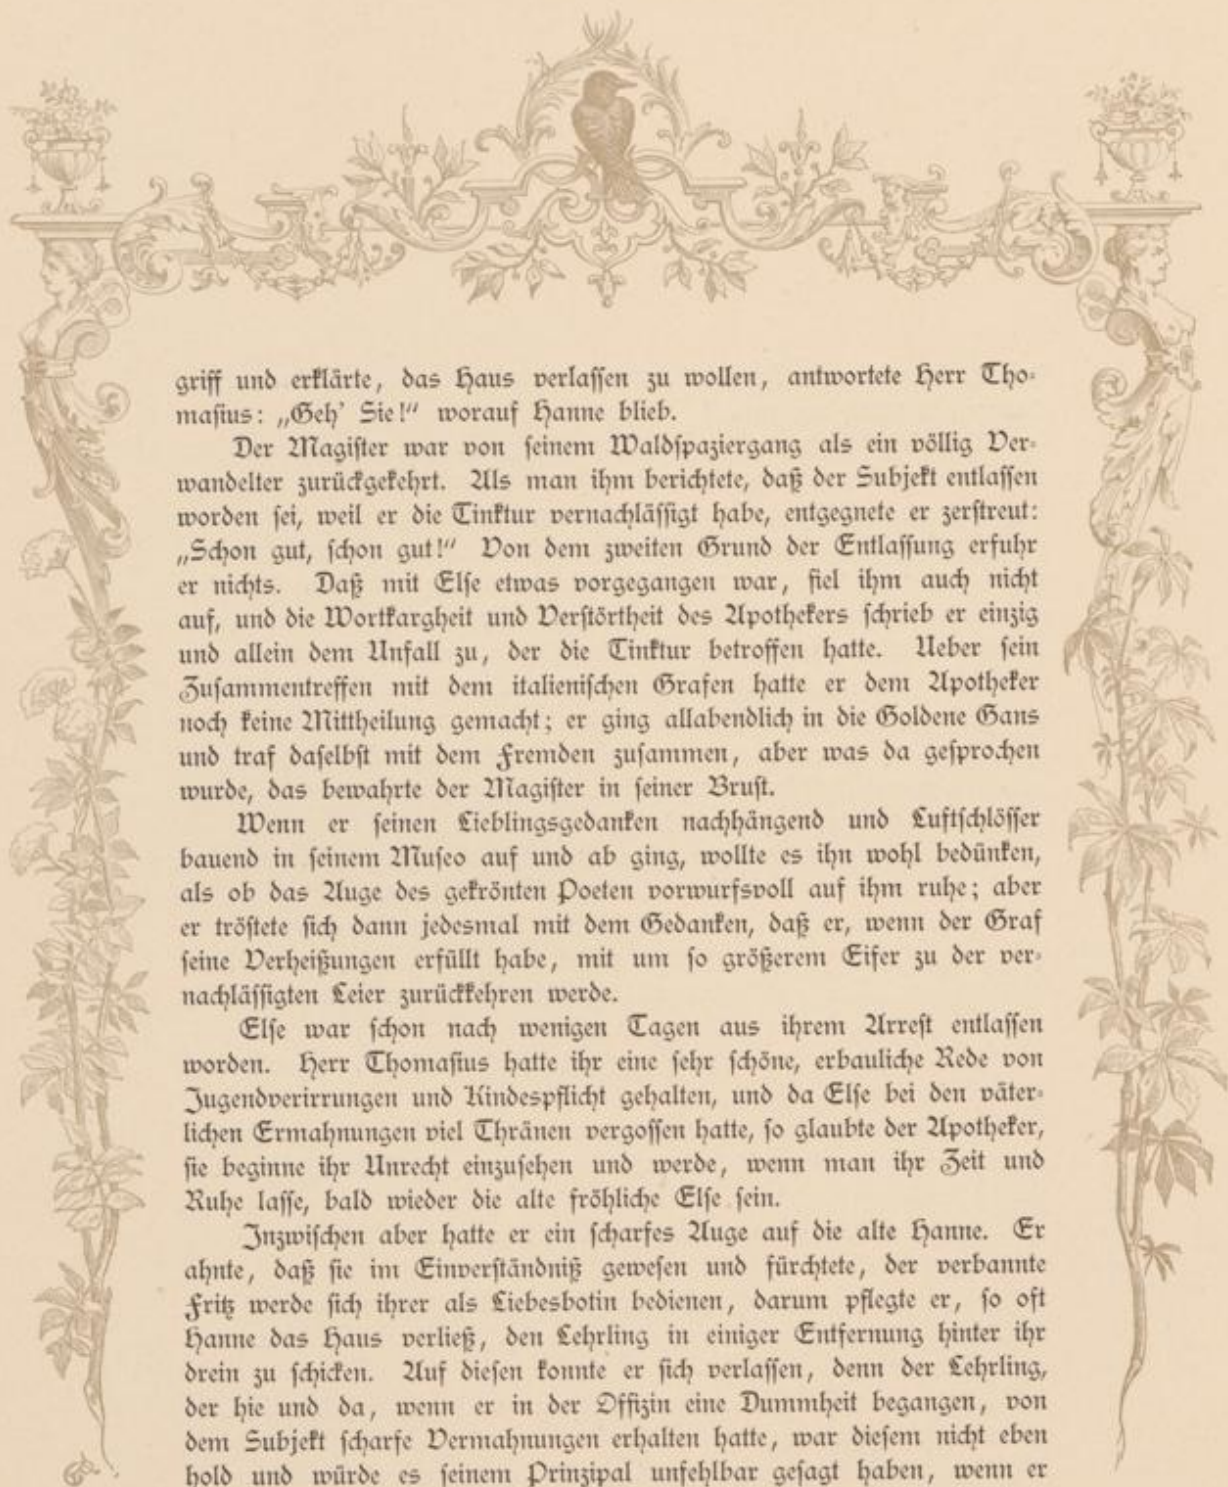 griff und erklärte, das Haus verlassen zu wollen, antwortete Herr Tho-
masius: „Geh' Sie!“ worauf Hanne blieb.
Der Magister war von seinem Waldspaziergang als ein völlig Ver-
wandelter zurückgekehrt. Als man ihm berichtete, daß der Subjekt entlassen
worden sei, weil er die Tinktur vernachlässigt habe, entgegnete er zerstreut:
„Schon gut, schon gut!“ Von dem zweiten Grund der Entlassung erfuhr
er nichts. Daß mit Else etwas vorgegangen war, fiel ihm auch nicht
auf, und die Wortkargheit und Verstörtheit des Apothekers schrieb er einzig
und allein dem Unfall zu, der die Tinktur betroffen hatte. Ueber sein
Zusammentreffen mit dem italienischen Grafen hatte er dem Apotheker
noch keine Mittheilung gemacht; er ging allabendlich in die Goldene Gans
und traf daselbst mit dem Fremden zusammen, aber was da gesprochen
wurde, das bewahrte der Magister in seiner Brust.
Wenn er seinen Lieblingsgedanken nachhängend und Luftschlösser
bauend in seinem Museo auf und ab ging, wollte es ihn wohl bedünken,
als ob das Auge des gekrönten Poeten vorwurfsvoll auf ihm ruhe; aber
er tröstete sich dann jedesmal mit dem Gedanken, daß er, wenn der Graf
seine Verheißungen erfüllt habe, mit um so größerem Eifer zu der ver-
nachlässigten Leier zurückkehren werde.
Else war schon nach wenigen Tagen aus ihrem Arrest entlassen
worden. Herr Thomasius hatte ihr eine sehr schöne, erbauliche Rede von
Jugendverirrungen und Kindespflicht gehalten, und da Else bei den väter-
lichen Ermahnungen viel Thränen vergossen hatte, so glaubte der Apotheker,
sie beginne ihr Unrecht einzusehen und werde, wenn man ihr Zeit und
Ruhe lasse, bald wieder die alte fröhliche Else sein.
Inzwischen aber hatte er ein scharfes Auge auf die alte Hanne. Er
ahnte, daß sie im Einverständniß gewesen und fürchtete, der verbannte
Fritz werde sich ihrer als Liebesbotin bedienen, darum pflegte er, so oft
Hanne das Haus verließ, den Lehrling in einiger Entfernung hinter ihr
drein zu schicken. Auf diesen konnte er sich verlassen, denn der Lehrling,
der hie und da, wenn er in der Offizin eine Dummheit begangen, von
dem Subjekt scharfe Vermahnungen erhalten hatte, war diesem nicht eben
hold und würde es seinem Prinzipal unfehlbar gesagt haben, wenn er